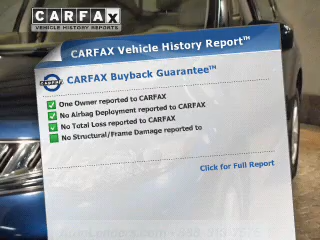 CARFAX
VEHICLE HISTORY REPORTS
CARFAX Vehicle History Report™
CARFAX Buyback Guarantee™
One Owner reported to CARFAX
No Airbag Deployment reported to CARFAX
No Total Loss reported to CARFAX
No Structural/Frame Damage reported to
Click for Full Report